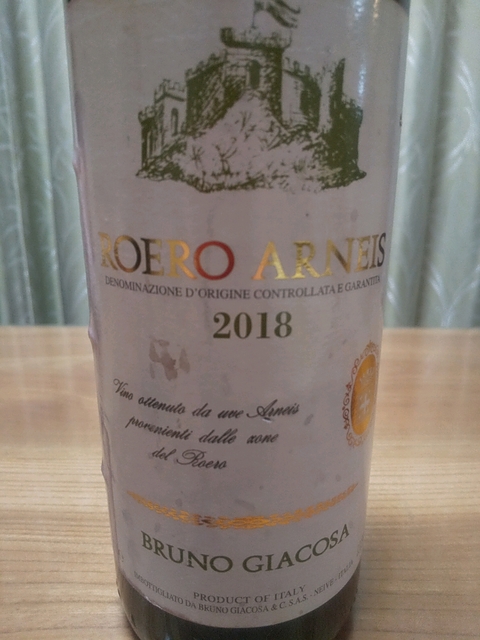 ROERO ARNEIS
DENOMINAZIONE D'ORIGINE CONTROLLATA E GARANTITA
2018
Vino ottenuto da uve Arneis
provenienti dalle zone
del Roero
BRUNO GIACOSA
PRODUCT OF ITALY
IMBOTTIGLIATO DA BRUNO GIACOSA & C. S.A.S. - NEIVE - ITALIA